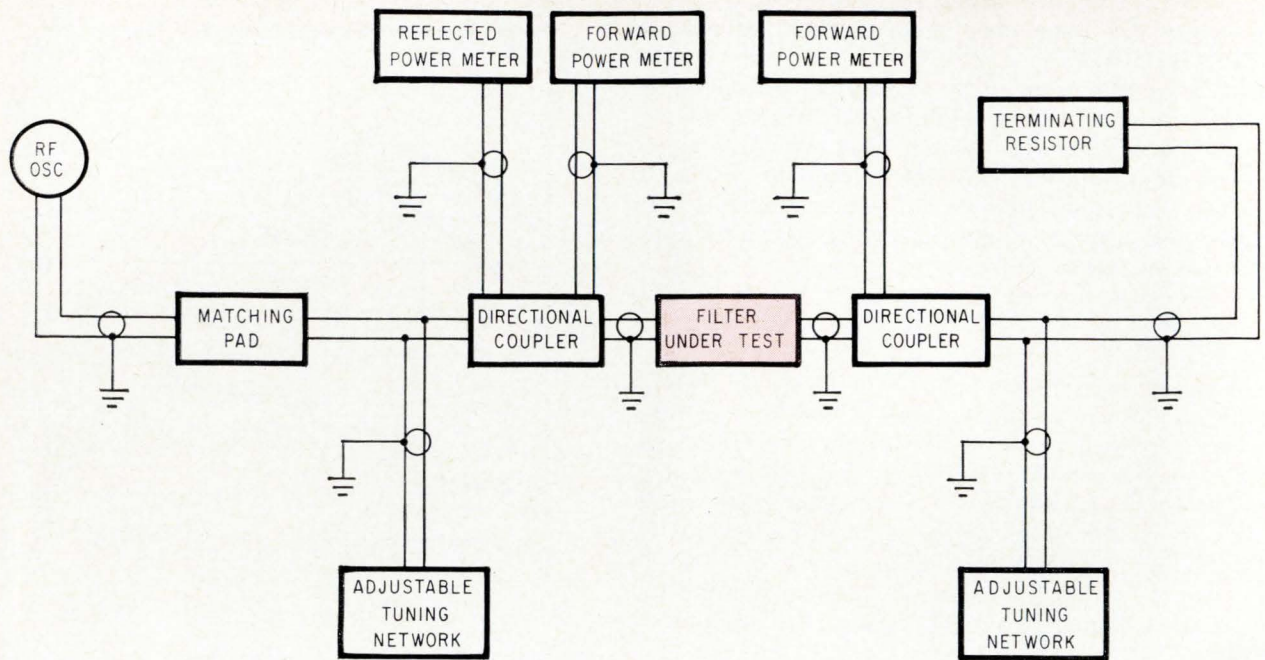 REFLECTED
POWER METER
FORWARD
POWER METER
FORWARD
POWER METER
TERMINATING
RESISTOR
RF
OSC
MATCHING
PAD
DIRECTIONAL
COUPLER
FILTER
UNDER TEST
DIRECTIONAL
COUPLER
ADJUSTABLE
TUNING
NETWORK
ADJUSTABLE
TUNING
NETWORK